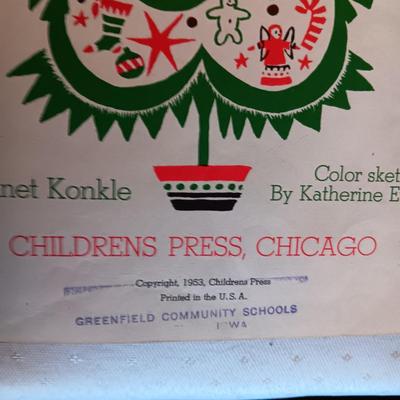 net Konkle
Color sket
By Katherine E
CHILDRENS PRESS, CHICAGO
Copyright, 1953, Childrens Press
Printed in the U. S. A.
GREENFIELD COMMUNITY SCHOOLS
IOWA